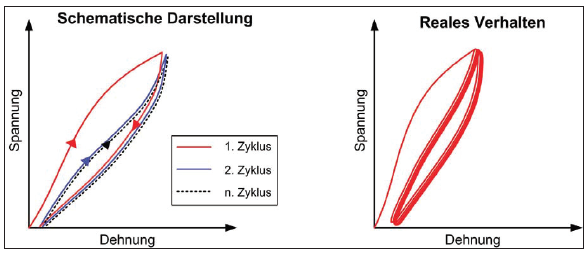 Schematische Darstellung
Spannung
1. Zyklus
2. Zyklus
n. Zyklus
Dehnung
Reales Verhalten
Spannung
Dehnung